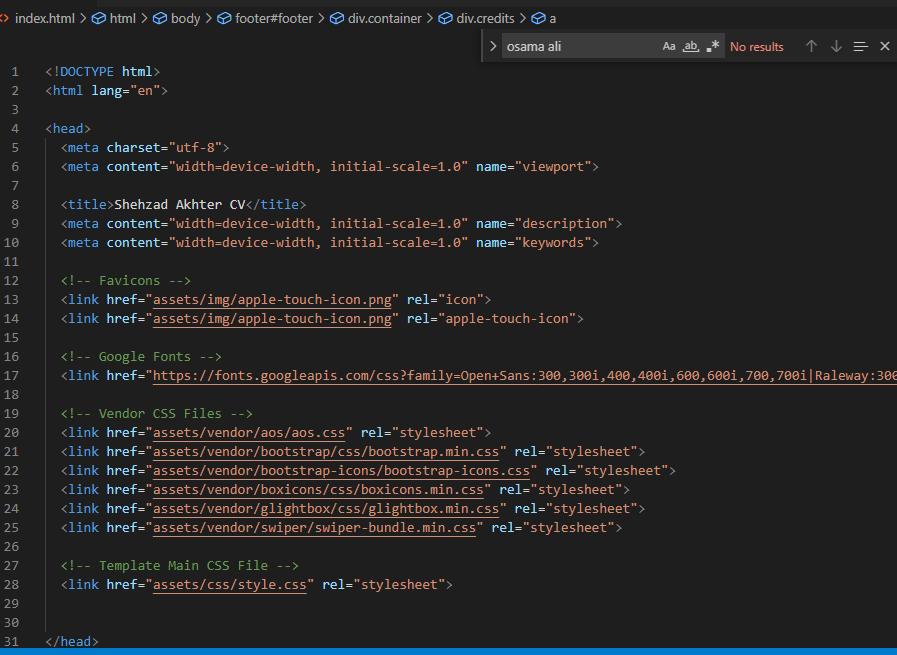 index.html > html > body > footer#footer > div.container > div.credits > a
osama ali Aa ab .* No results
1 <!DOCTYPE html>
2 <html lang="en">
3
4 <head>
5 <meta charset="utf-8">
6 <meta content="width=device-width, initial-scale=1.0" name="viewport">
7
8 <title>Shehzad Akhter CV</title>
9 <meta content="width=device-width, initial-scale=1.0" name="description">
10 <meta content="width=device-width, initial-scale=1.0" name="keywords">
11
12 <!-- Favicons -->
13 <link href="assets/img/apple-touch-icon.png" rel="icon">
14 <link href="assets/img/apple-touch-icon.png" rel="apple-touch-icon">
15
16 <!-- Google Fonts -->
17 <link href="https://fonts.googleapis.com/css?family=Open+Sans:300,300i,400,400i,600,600i,700,700i|Raleway:300
18
19 <!-- Vendor CSS Files -->
20 <link href="assets/vendor/aos/aos.css" rel="stylesheet">
21 <link href="assets/vendor/bootstrap/css/bootstrap.min.css" rel="stylesheet">
22 <link href="assets/vendor/bootstrap-icons/bootstrap-icons.css" rel="stylesheet">
23 <link href="assets/vendor/boxicons/css/boxicons.min.css" rel="stylesheet">
24 <link href="assets/vendor/glightbox/css/glightbox.min.css" rel="stylesheet">
25 <link href="assets/vendor/swiper/swiper-bundle.min.css" rel="stylesheet">
26
27 <!-- Template Main CSS File -->
28 <link href="assets/css/style.css" rel="stylesheet">
29
30
31 </head>